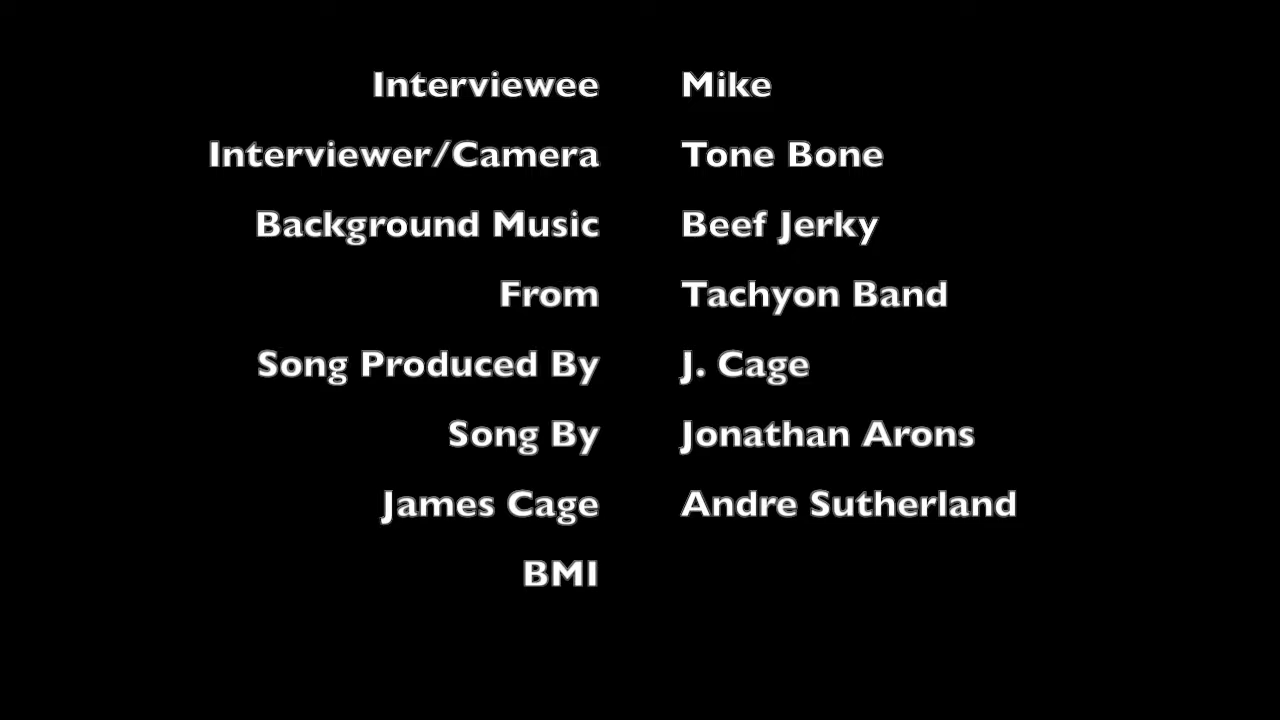 Interviewee Mike
Interviewer/Camera Tone Bone
Background Music Beef Jerky
From Tachyon Band
Song Produced By J. Cage
Song By Jonathan Arons
James Cage Andre Sutherland
BMI